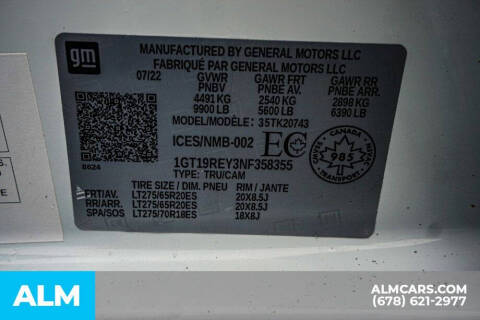 gm
MANUFACTURED BY GENERAL MOTORS LLC
FABRIQUÉ PAR GENERAL MOTORS LLC
07/22 GVWR GAWR FRT GAWR RR
PNBV PNBE AV. PNBE ARR.
4491 KG 2540 KG 2898 KG
9900 LB 5600 LB 6390 LB
MODEL/MODÈLE: 35TK20743
ICES/NMB-002 EC
1GT19REY3NF358355
TYPE: TRU/CAM
8624
CANADA
985
TIRE SIZE / DIM. PNEU RIM / JANTE
FRT/AV. LT275/65R20ES 20X8.5J
RR/ARR. LT275/65R20ES 20X8.5J
SPA/SOS LT275/70R18ES 18X8J
ALM
ALMCARS.COM
(678) 621-2977